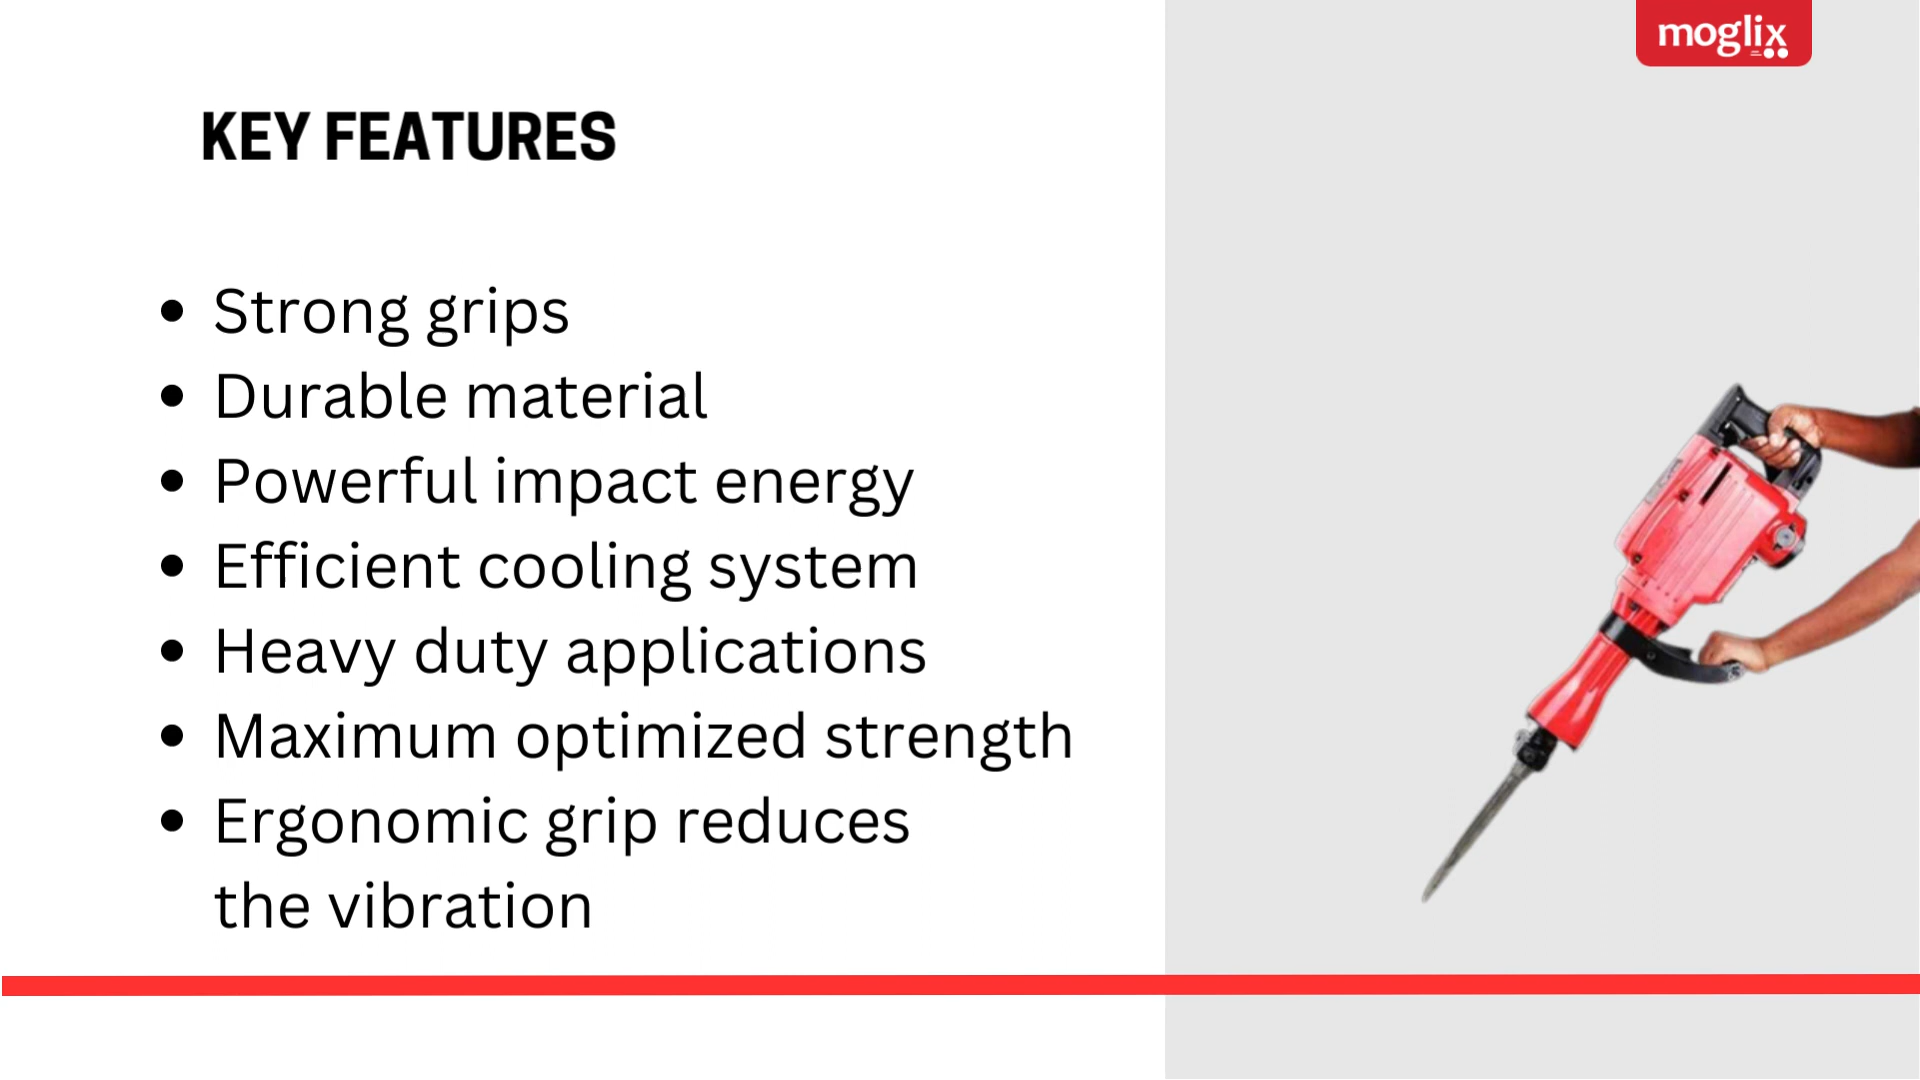 moglix
KEY FEATURES
• Strong grips
• Durable material
• Powerful impact energy
• Efficient cooling system
• Heavy duty applications
• Maximum optimized strength
• Ergonomic grip reduces
the vibration